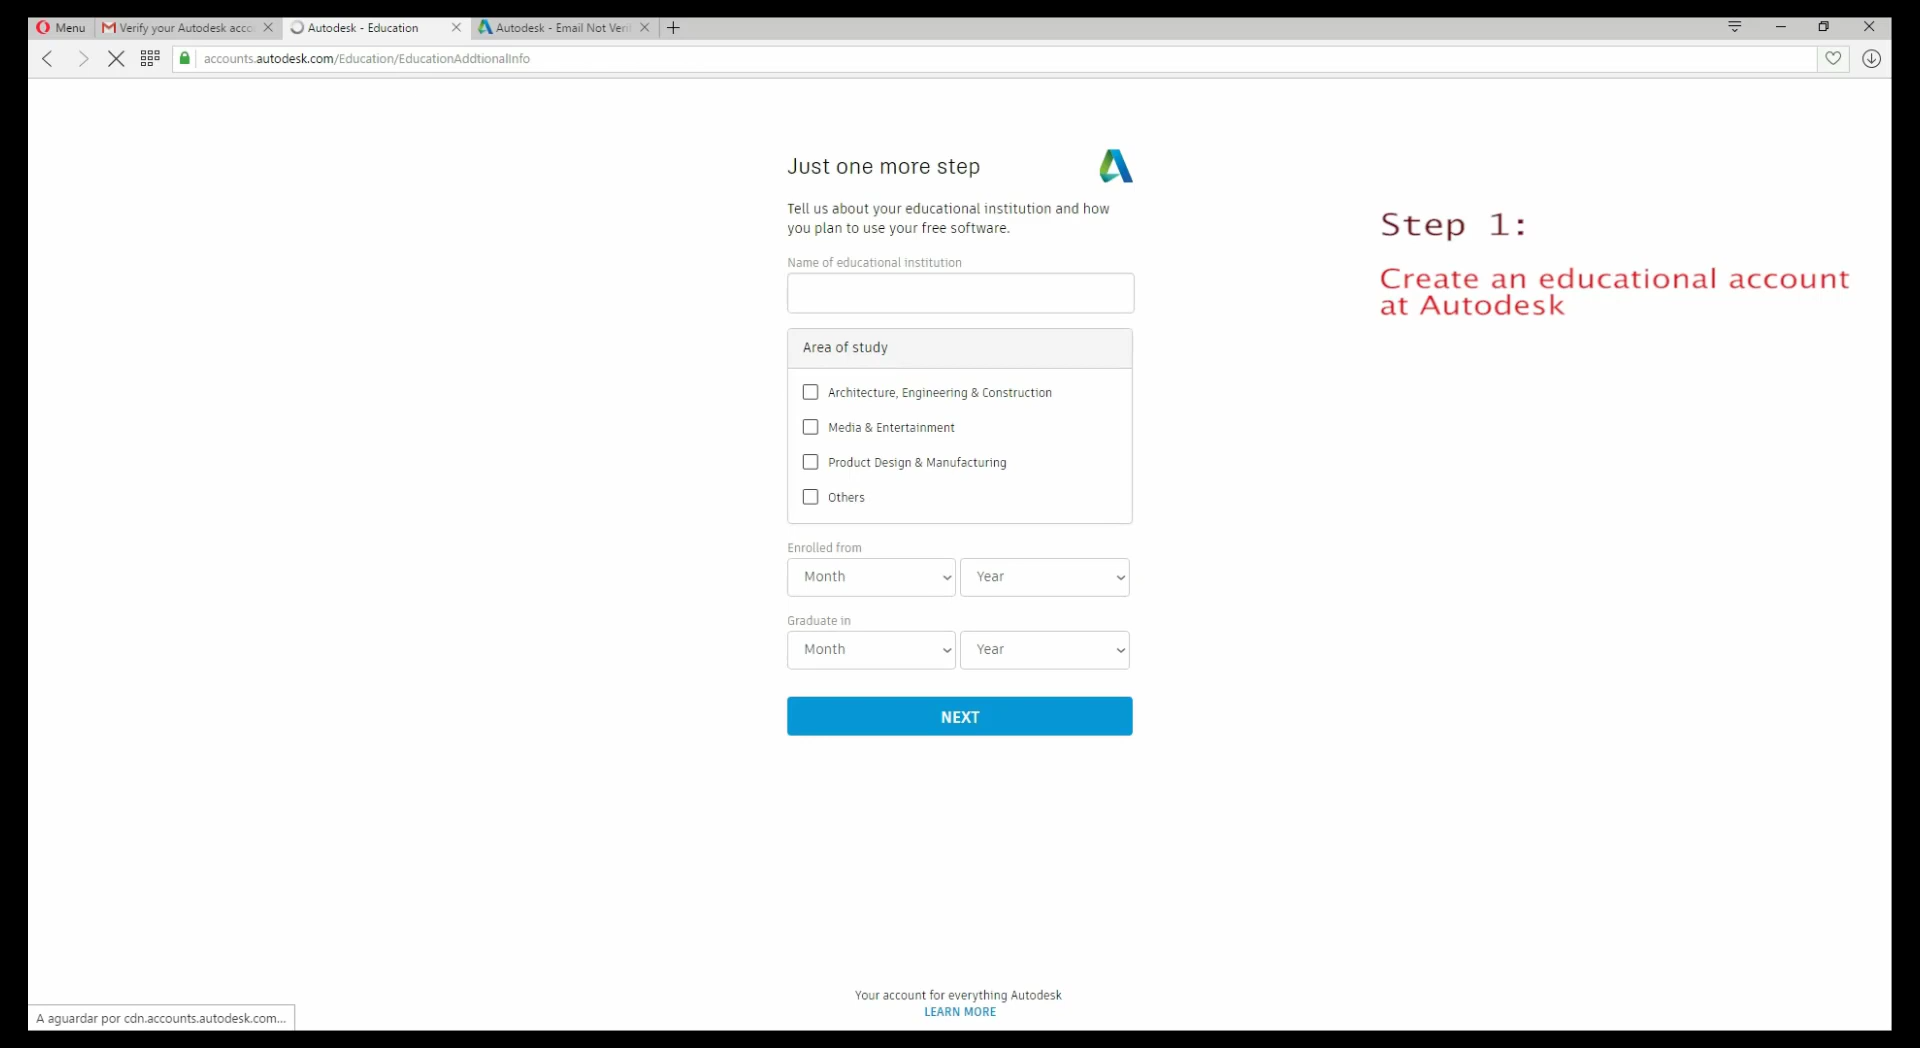 Menu
Verify your Autodesk acco
Autodesk - Education
Autodesk - Email Not Veri
accounts.autodesk.com/Education/EducationAddtionalInfo
Just one more step
Tell us about your educational institution and how
you plan to use your free software.
Name of educational institution
Area of study
Architecture, Engineering & Construction
Media & Entertainment
Product Design & Manufacturing
Others
Enrolled from
Month
Year
Graduate in
Month
Year
NEXT
Step 1:
Create an educational account
at Autodesk
Your account for everything Autodesk
LEARN MORE
A aguardar por cdn.accounts.autodesk.com...